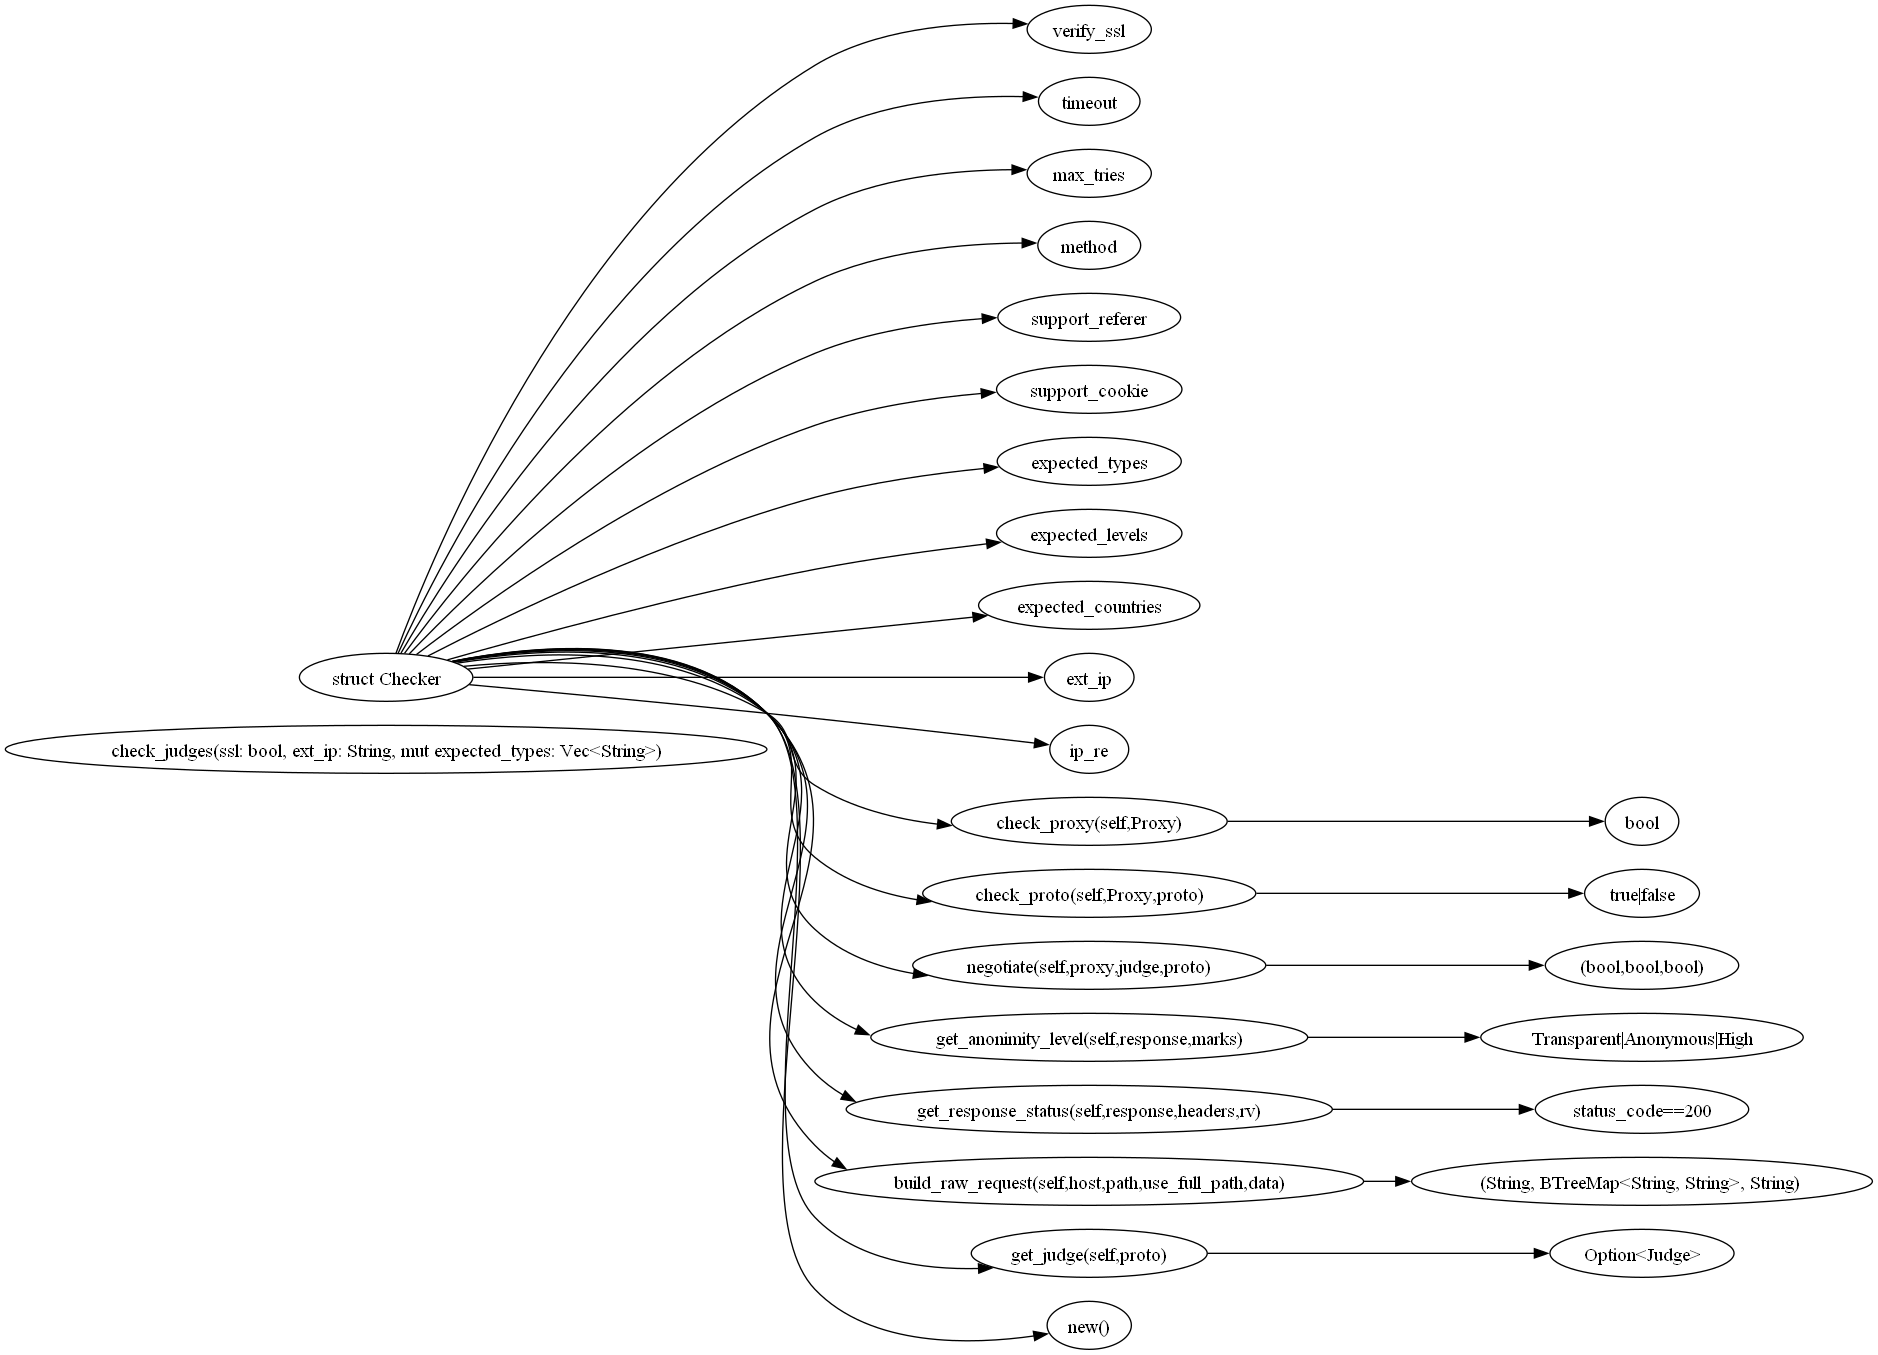 verify_ssl
timeout
max_tries
method
support_referer
support_cookie
expected_types
expected_levels
expected_countries
struct Checker
ext_ip
check_judges(ssl: bool, ext_ip: String, mut expected_types: Vec<String>)
ip_re
check_proxy(self,Proxy)
bool
check_proto(self,Proxy,proto)
true|false
negotiate(self,proxy,judge,proto)
(bool,bool,bool)
get_anonimity_level(self,response,marks)
Transparent|Anonymous|High
get_response_status(self,response,headers,rv)
status_code==200
build_raw_request(self,host,path,use_full_path,data)
(String, BTreeMap<String, String>, String)
get_judge(self,proto)
Option<Judge>
new()